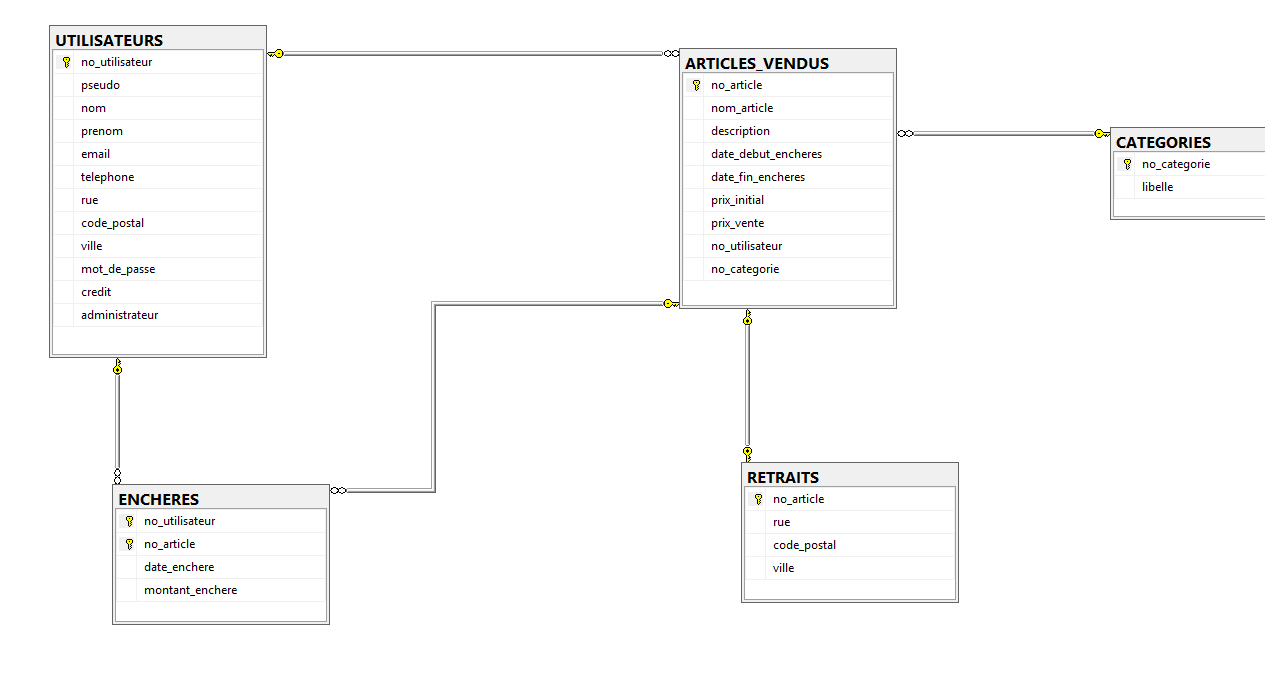 UTILISATEURS
no_utilisateur
pseudo
nom
prenom
email
telephone
rue
code_postal
ville
mot_de_passe
credit
administrateur
ARTICLES_VENDUS
no_article
nom_article
description
date_debut_encheres
date_fin_encheres
prix_initial
prix_vente
no_utilisateur
no_categorie
CATEGORIES
no_categorie
libelle
ENCHERES
no_utilisateur
no_article
date_enchere
montant_enchere
RETRAITS
no_article
rue
code_postal
ville